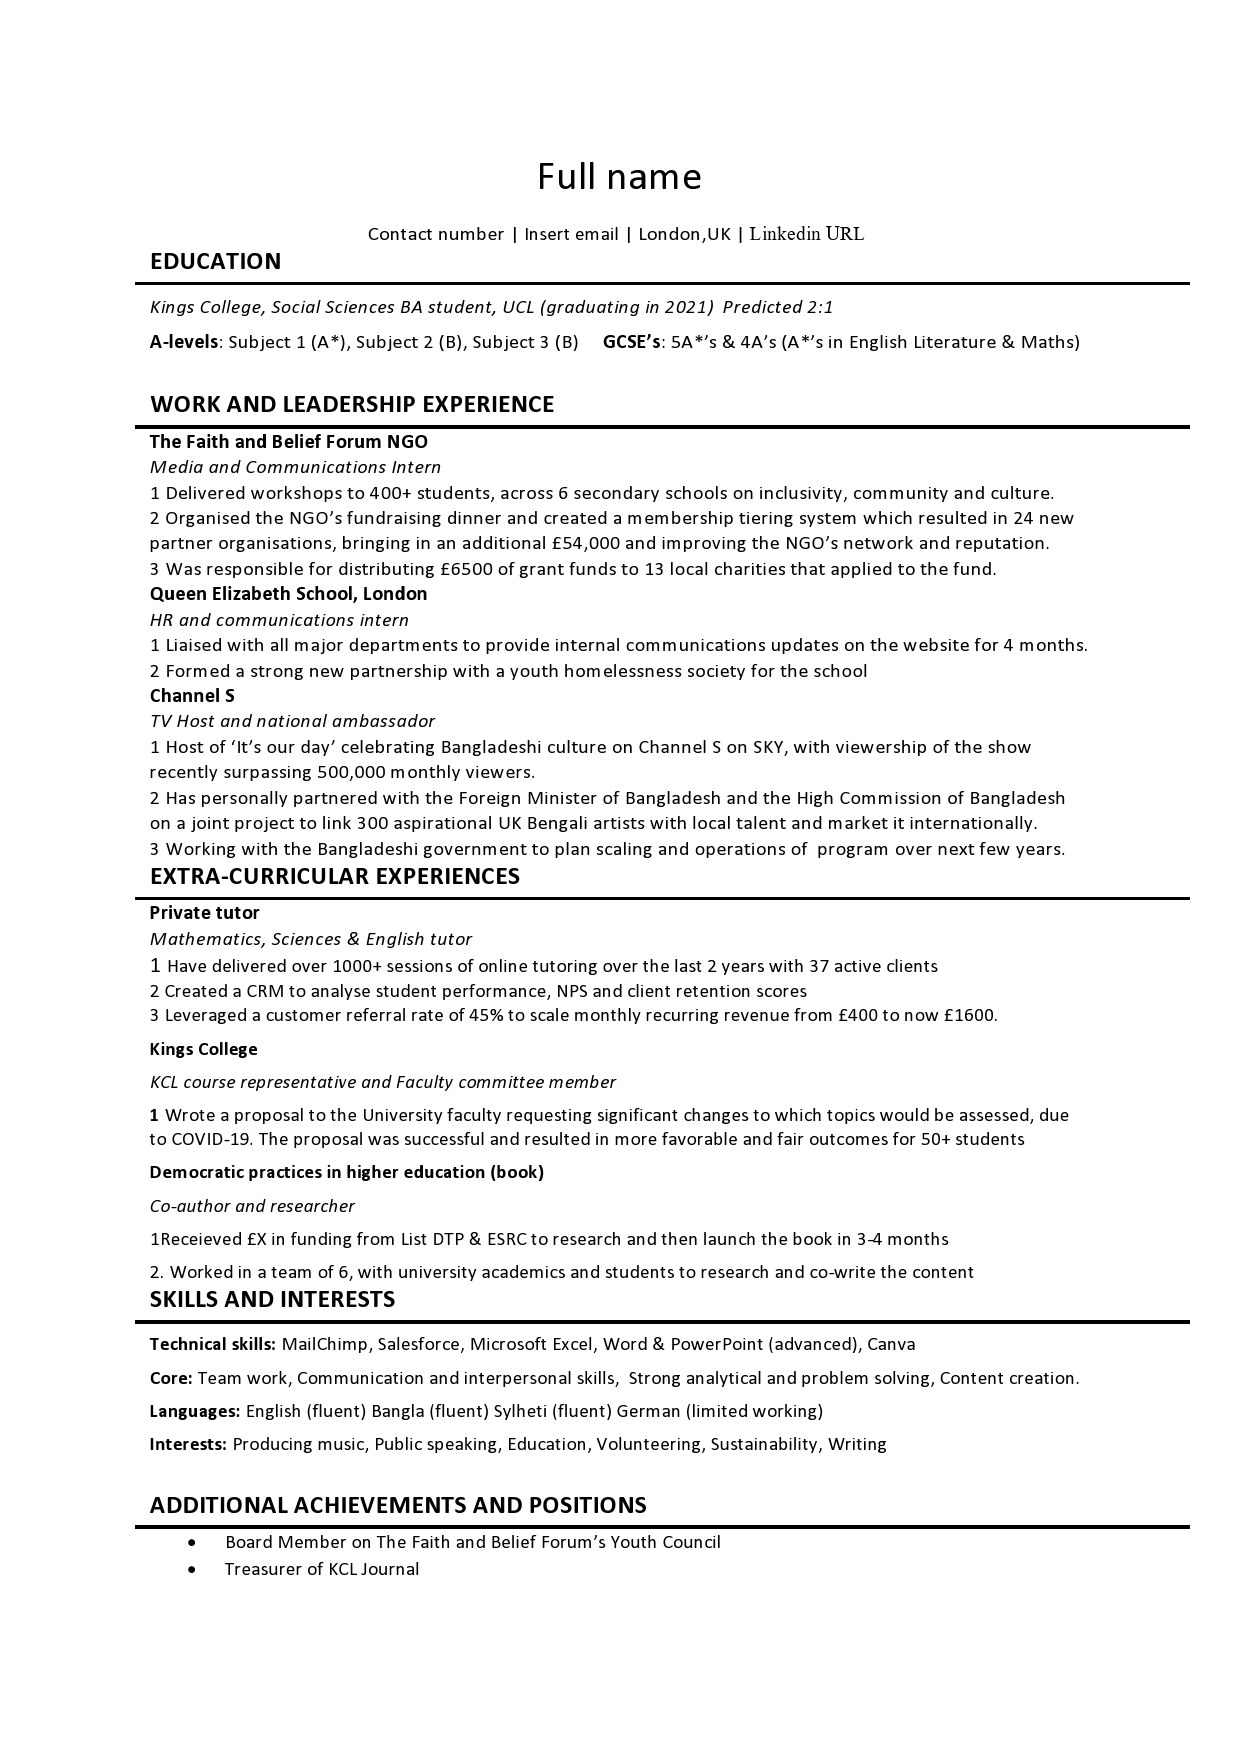 Full name
Contact number | Insert email | London,UK | Linkedin URL
EDUCATION
Kings College, Social Sciences BA student, UCL (graduating in 2021) Predicted 2:1
A-levels: Subject 1 (A*), Subject 2 (B), Subject 3 (B) GCSE’s: 5A*’s & 4A’s (A*’s in English Literature & Maths)
WORK AND LEADERSHIP EXPERIENCE
The Faith and Belief Forum NGO
Media and Communications Intern
1 Delivered workshops to 400+ students, across 6 secondary schools on inclusivity, community and culture.
2 Organised the NGO’s fundraising dinner and created a membership tiering system which resulted in 24 new
partner organisations, bringing in an additional £54,000 and improving the NGO’s network and reputation.
3 Was responsible for distributing £6500 of grant funds to 13 local charities that applied to the fund.
Queen Elizabeth School, London
HR and communications intern
1 Liaised with all major departments to provide internal communications updates on the website for 4 months.
2 Formed a strong new partnership with a youth homelessness society for the school
Channel S
TV Host and national ambassador
1 Host of ‘It’s our day’ celebrating Bangladeshi culture on Channel S on SKY, with viewership of the show
recently surpassing 500,000 monthly viewers.
2 Has personally partnered with the Foreign Minister of Bangladesh and the High Commission of Bangladesh
on a joint project to link 300 aspirational UK Bengali artists with local talent and market it internationally.
3 Working with the Bangladeshi government to plan scaling and operations of program over next few years.
EXTRA-CURRICULAR EXPERIENCES
Private tutor
Mathematics, Sciences & English tutor
1 Have delivered over 1000+ sessions of online tutoring over the last 2 years with 37 active clients
2 Created a CRM to analyse student performance, NPS and client retention scores
3 Leveraged a customer referral rate of 45% to scale monthly recurring revenue from £400 to now £1600.
Kings College
KCL course representative and Faculty committee member
1 Wrote a proposal to the University faculty requesting significant changes to which topics would be assessed, due
to COVID-19. The proposal was successful and resulted in more favorable and fair outcomes for 50+ students
Democratic practices in higher education (book)
Co-author and researcher
1Receieved £X in funding from List DTP & ESRC to research and then launch the book in 3-4 months
2. Worked in a team of 6, with university academics and students to research and co-write the content
SKILLS AND INTERESTS
Technical skills: MailChimp, Salesforce, Microsoft Excel, Word & PowerPoint (advanced), Canva
Core: Team work, Communication and interpersonal skills, Strong analytical and problem solving, Content creation.
Languages: English (fluent) Bangla (fluent) Sylheti (fluent) German (limited working)
Interests: Producing music, Public speaking, Education, Volunteering, Sustainability, Writing
ADDITIONAL ACHIEVEMENTS AND POSITIONS
• Board Member on The Faith and Belief Forum’s Youth Council
• Treasurer of KCL Journal